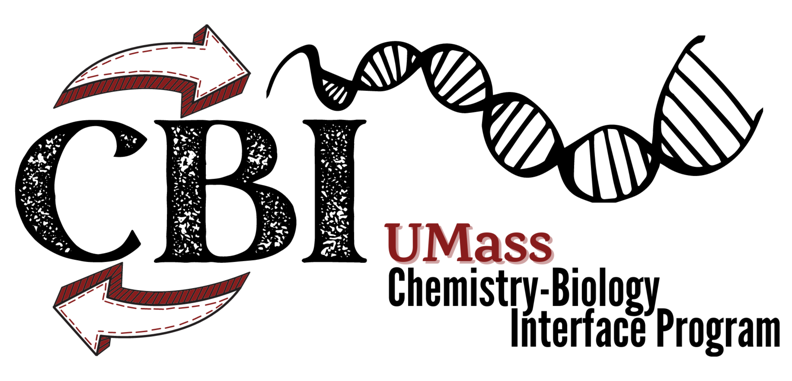 CBI
UMass
Chemistry-Biology
Interface Program